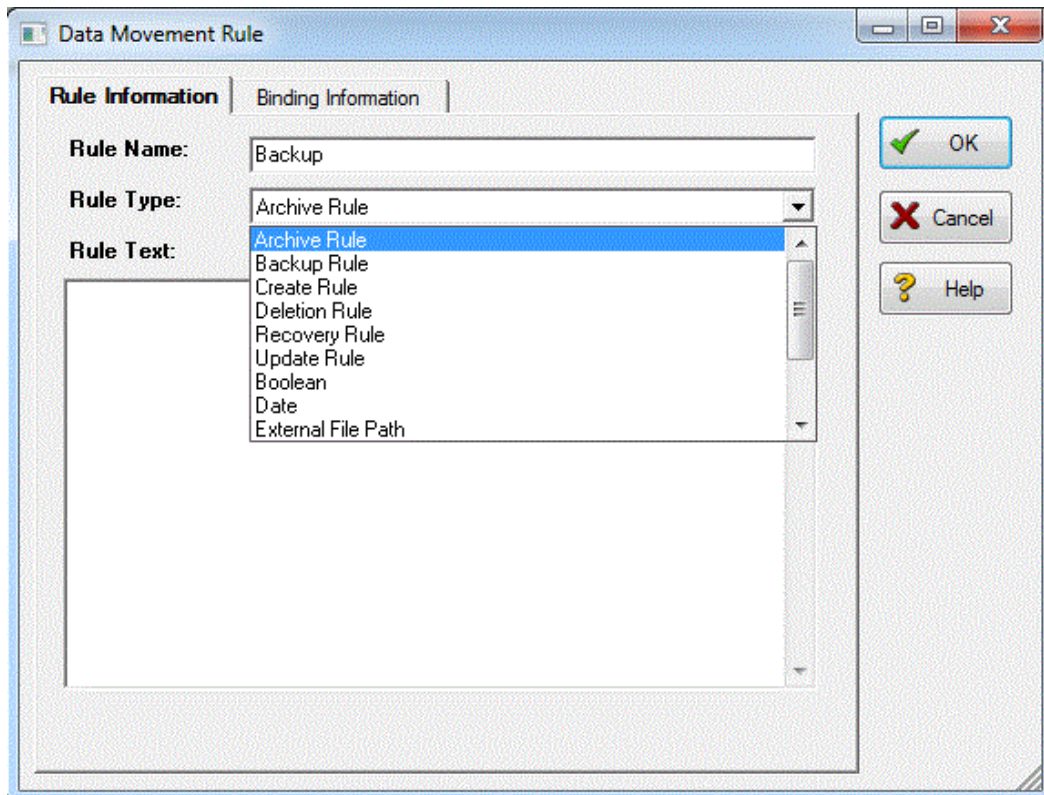 Data Movement Rule
Rule Information Binding Information
Rule Name: Backup OK
Rule Type: Archive Rule Cancel
Rule Text: Archive Rule
Backup Rule
Create Rule Help
Deletion Rule
Recovery Rule
Update Rule
Boolean
Date
External File Path